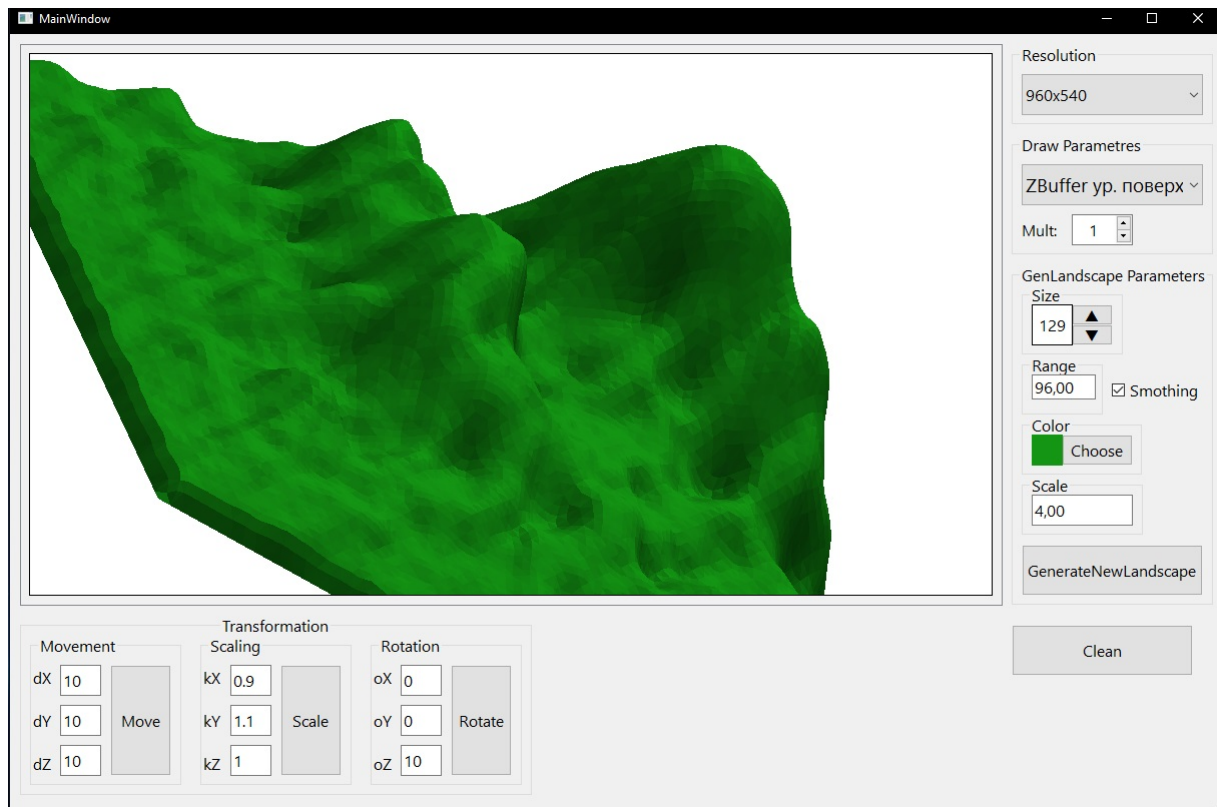 MainWindow
Resolution
960x540
Draw Parametres
ZBuffer ур. поверх
Mult: 1
GenLandscape Parameters
Size
129
Range
96,00
Smothing
Color
Choose
Scale
4,00
GenerateNewLandscape
Clean
Transformation
Movement
dX 10
dY 10
dZ 10
Move
Scaling
kX 0.9
kY 1.1
kZ 1
Scale
Rotation
oX 0
oY 0
oZ 10
Rotate